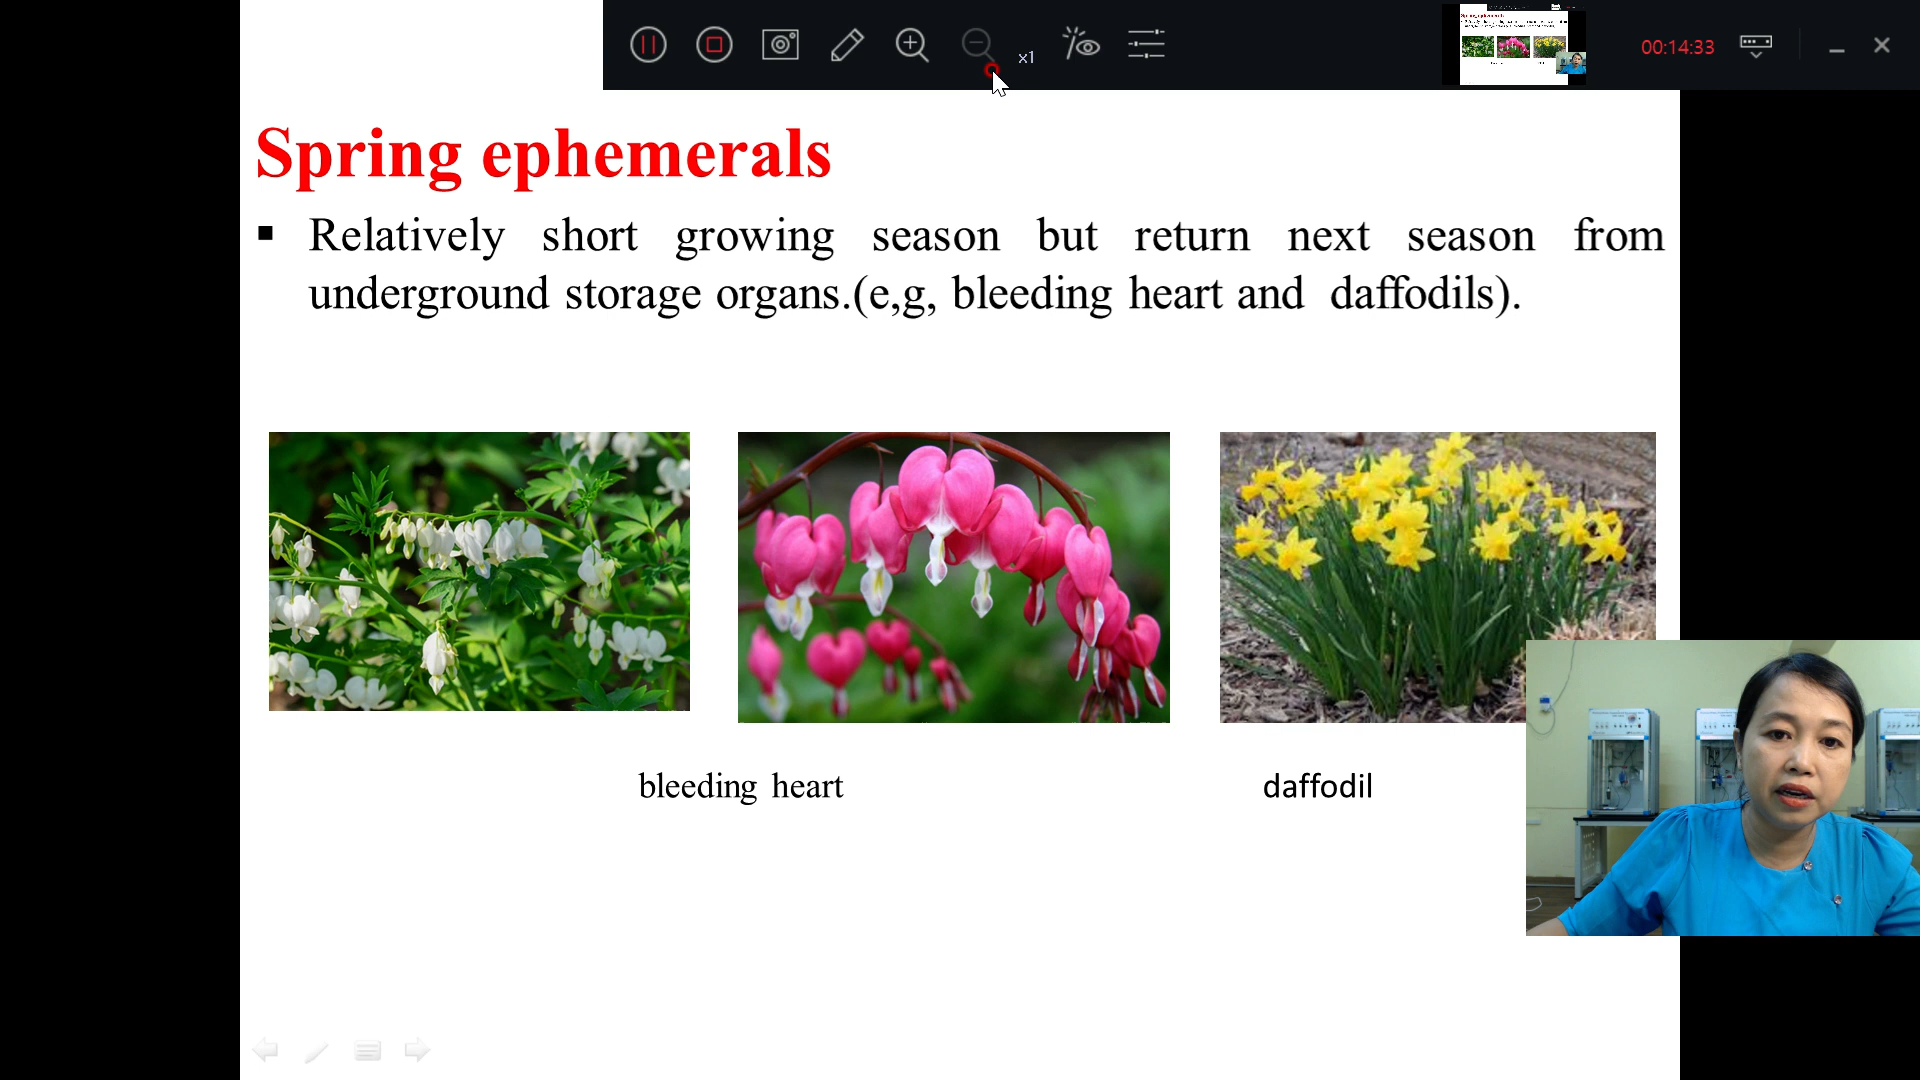 x1
00:14:33
Spring ephemerals
▪ Relatively short growing season but return next season from
underground storage organs.(e,g, bleeding heart and daffodils).
bleeding heart
daffodil